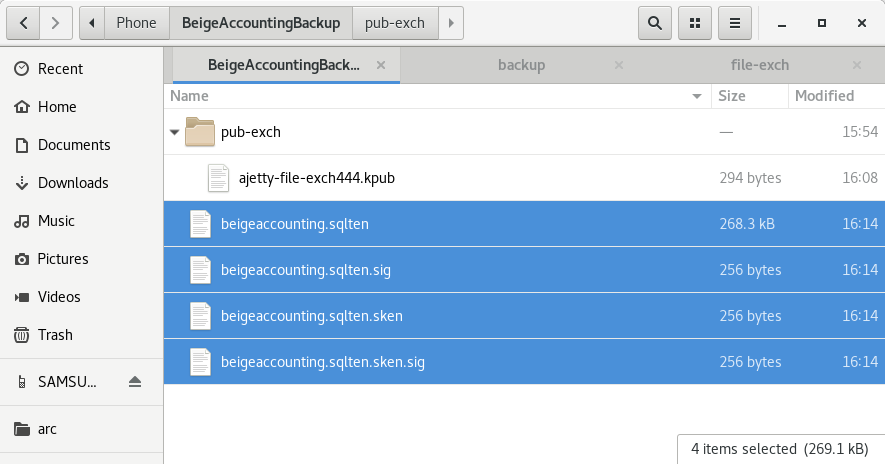 Phone BeigeAccountingBackup pub-exch
Recent
Home
Documents
Downloads
Music
Pictures
Videos
Trash
SAMSU...
arc
BeigeAccountingBack... backup file-exch
Name Size Modified
pub-exch — 15:54
ajetty-file-exch444.kpub 294 bytes 16:08
beigeaccounting.sqlten 268.3 kB 16:14
beigeaccounting.sqlten.sig 256 bytes 16:14
beigeaccounting.sqlten.sken 256 bytes 16:14
beigeaccounting.sqlten.sken.sig 256 bytes 16:14
4 items selected (269.1 kB)